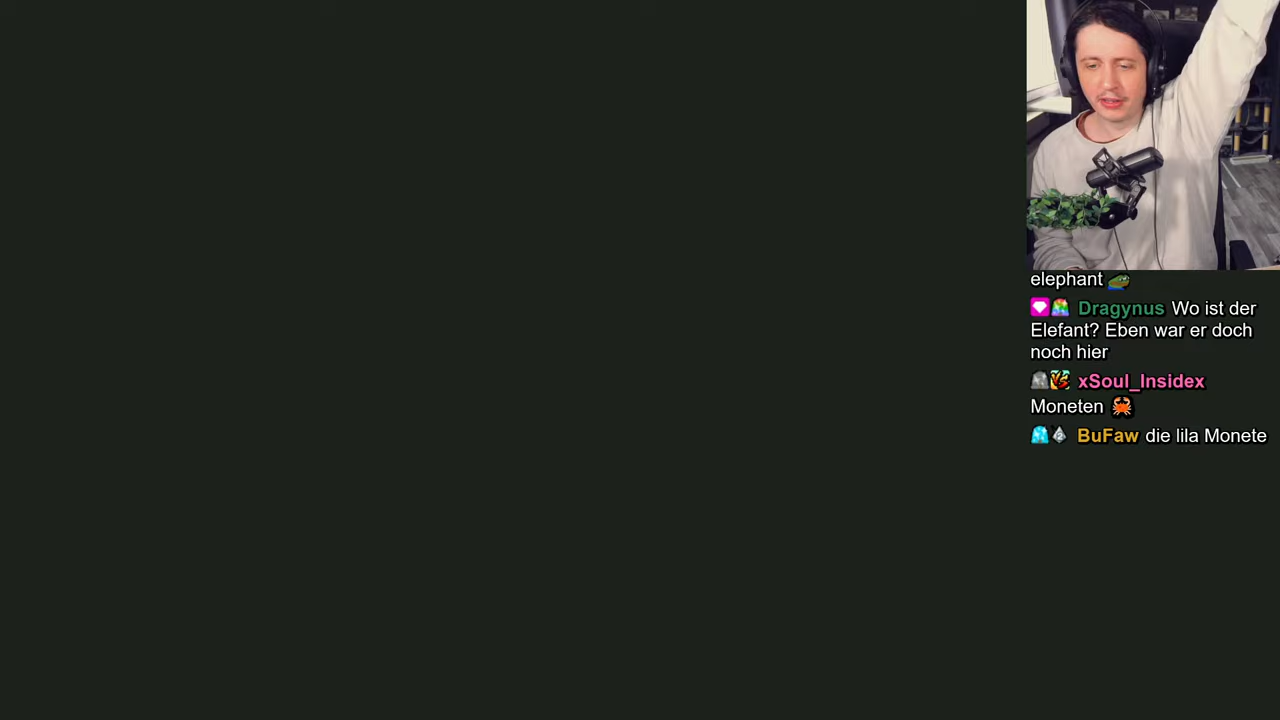 elephant
Dragynus Wo ist der
Elefant? Eben war er doch
noch hier
xSoul_Insidex
Moneten
BuFaw die lila Monete